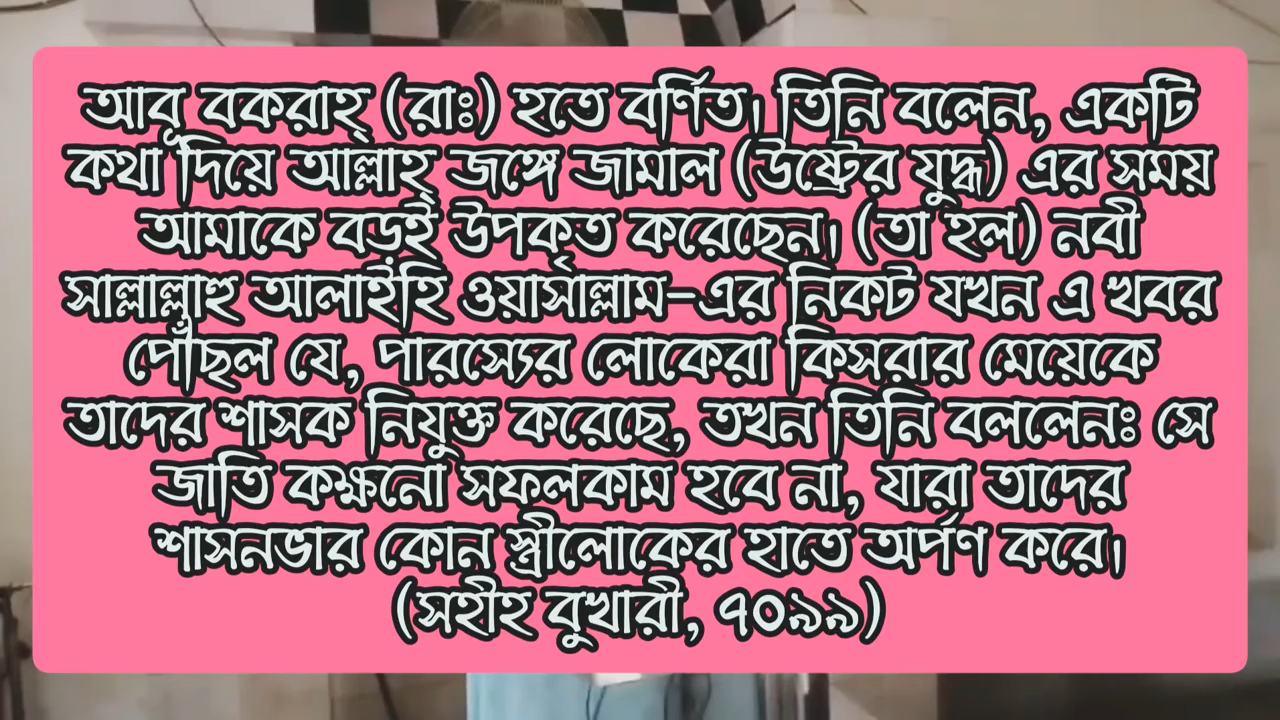 আবূ বকরাহ্ (রাঃ) হতে বর্ণিত। তিনি বলেন, একটি
কথা দিয়ে আল্লাহ্ জঙ্গে জামাল (উষ্ট্রের যুদ্ধ) এর সময়
আমাকে বড়ই উপকৃত করেছেন। (তা হল) নবী
সাল্লাল্লাহু আলাইহি ওয়াসাল্লাম-এর নিকট যখন এ খবর
পৌঁছল যে, পারস্যের লোকেরা কিসরার মেয়েকে
তাদের শাসক নিযুক্ত করেছে, তখন তিনি বললেনঃ সে
জাতি কক্ষনো সফলকাম হবে না, যারা তাদের
শাসনভার কোন স্ত্রীলোকের হাতে অর্পণ করে।
(সহীহ বুখারী, ৭০৯৯)